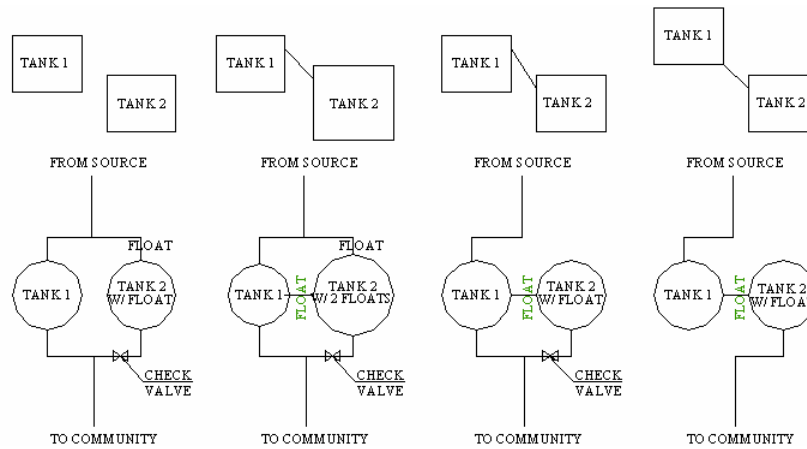 TANK 1
TANK 2
FROM SOURCE
FLOAT
TANK 1
TANK 2
W/ FLOAT
CHECK
VALVE
TO COMMUNITY
TANK 1
TANK 2
FROM SOURCE
FLOAT
TANK 1
FLOAT
TANK 2
W/ 2 FLOATS
CHECK
VALVE
TO COMMUNITY
TANK 1
TANK 2
FROM SOURCE
TANK 1
FLOAT
TANK 2
W/ FLOAT
CHECK
VALVE
TO COMMUNITY
TANK 1
TANK 2
FROM SOURCE
TANK 1
FLOAT
TANK 2
W/ FLOAT
TO COMMUNITY